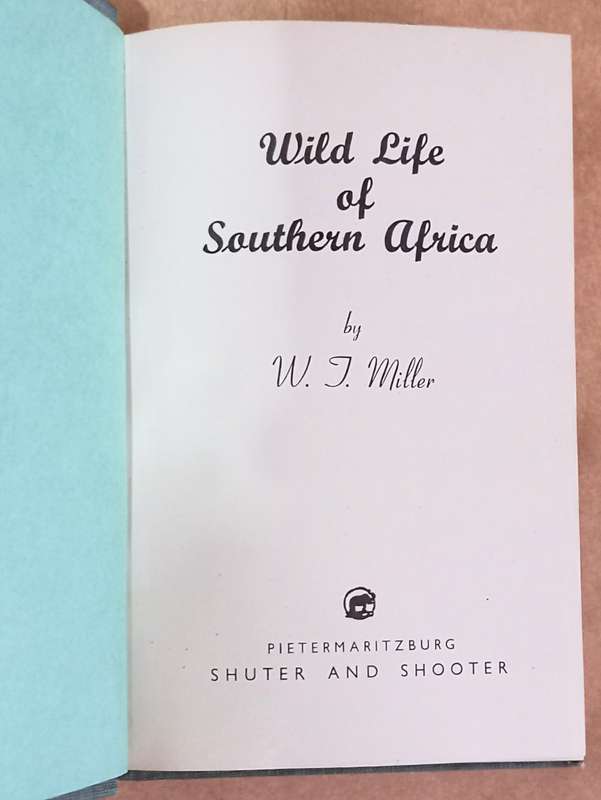 Wild Life
of
Southern Africa
by
W. T. Miller
PIETERMARITZBURG
SHUTER AND SHOOTER